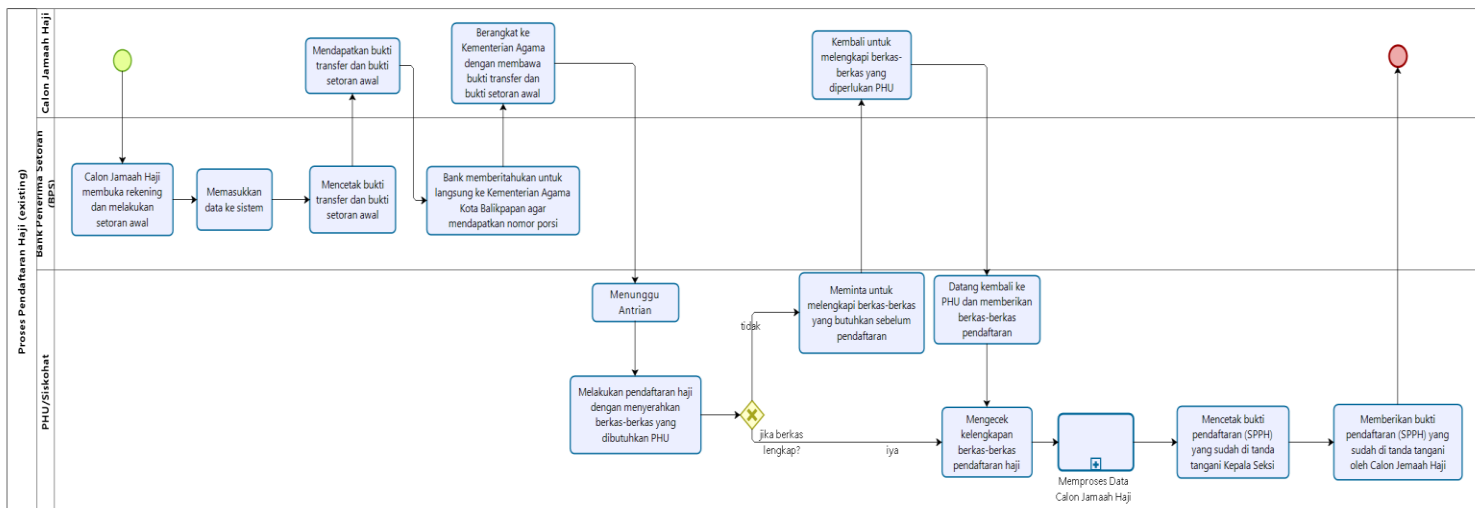 Proses Pendaftaran Haji (existing)
Calon Jamaah Haji
Mendapatkan bukti
transfer dan bukti
setoran awal
Berangkat ke
Kementerian Agama
dengan membawa
bukti transfer dan
bukti setoran awal
Kembali untuk
melengkapi berkas-
berkas yang
diperlukan PHU
Bank Penerima Setoran
(BPS)
Calon Jamaah Haji
membuka rekening
dan melakukan
setoran awal
Memasukkan
data ke sistem
Mencetak bukti
transfer dan bukti
setoran awal
Bank memberitahukan untuk
langsung ke Kementerian Agama
Kota Balikpapan agar
mendapatkan nomor porsi
PHU/Siskohat
Menunggu
Antrian
Melakukan pendaftaran haji
dengan menyerahkan
berkas-berkas yang
dibutuhkan PHU
tidak
jika berkas
lengkap?
iya
Meminta untuk
melengkapi berkas-berkas
yang butuhkan sebelum
pendaftaran
Datang kembali ke
PHU dan memberikan
berkas-berkas
pendaftaran
Mengecek
kelengkapan
berkas-berkas
pendaftaran haji
Memproses Data
Calon Jamaah Haji
Mencetak bukti
pendaftaran (SPPH)
yang sudah di tanda
tangani Kepala Seksi
Memberikan bukti
pendaftaran (SPPH) yang
sudah di tanda tangani
oleh Calon Jemaah Haji